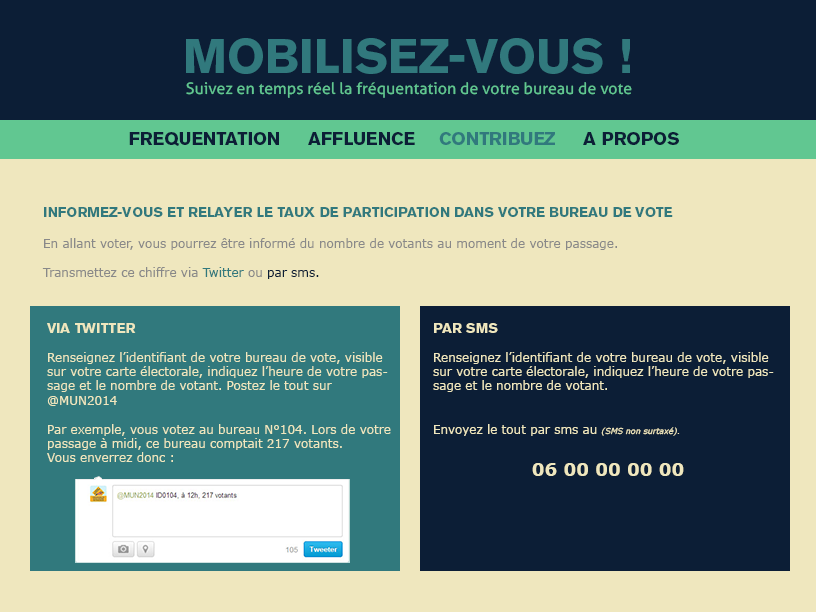 MOBILISEZ-VOUS !
Suivez en temps réel la fréquentation de votre bureau de vote
FREQUENTATION AFFLUENCE CONTRIBUEZ A PROPOS
INFORMEZ-VOUS ET RELAYER LE TAUX DE PARTICIPATION DANS VOTRE BUREAU DE VOTE
En allant voter, vous pourrez être informé du nombre de votants au moment de votre passage.
Transmettez ce chiffre via Twitter ou par sms.
VIA TWITTER
Renseignez l’identifiant de votre bureau de vote, visible
sur votre carte électorale, indiquez l’heure de votre pas-
sage et le nombre de votant. Postez le tout sur
@MUN2014
Par exemple, vous votez au bureau N°104. Lors de votre
passage à midi, ce bureau comptait 217 votants.
Vous enverrez donc :
@MUN2014 ID0104, à 12h, 217 votants
105 Tweeter
PAR SMS
Renseignez l’identifiant de votre bureau de vote, visible
sur votre carte électorale, indiquez l’heure de votre pas-
sage et le nombre de votant.
Envoyez le tout par sms au (SMS non surtaxé).
06 00 00 00 00